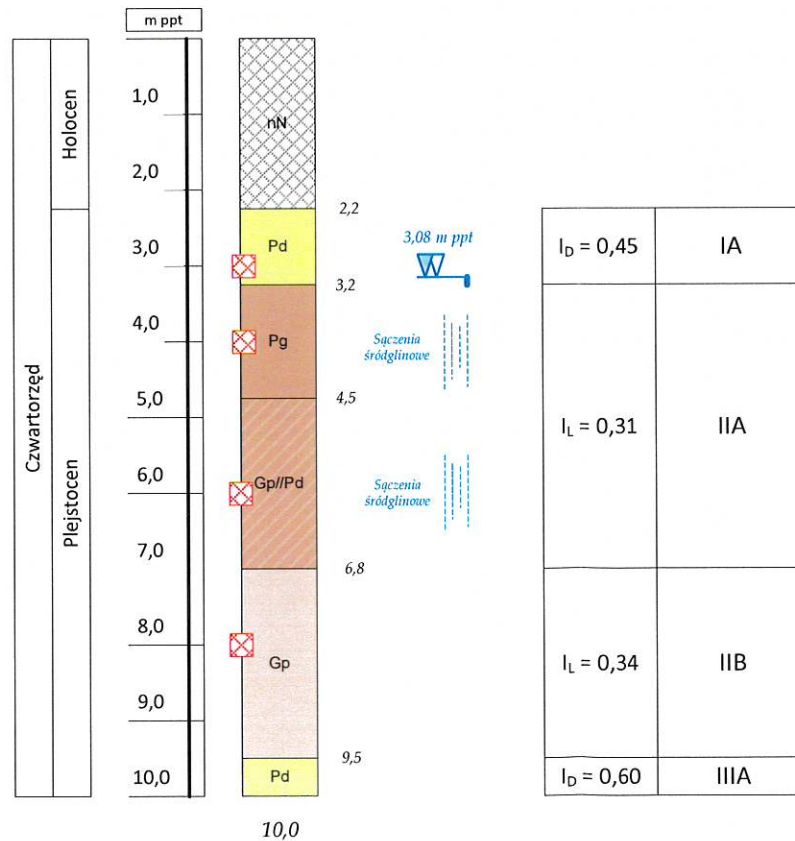 m ppt
Czwartorzęd
Holocen
Plejstocen
1,0
2,0
3,0
4,0
5,0
6,0
7,0
8,0
9,0
10,0
nN
2,2
Pd
3,2
Pg
4,5
Gp//Pd
6,8
Gp
9,5
Pd
10,0
3,08 m ppt
Sączenia
śródglinowe
Sączenia
śródglinowe
I_D = 0,45 IA
I_L = 0,31 IIA
I_L = 0,34 IIB
I_D = 0,60 IIIA